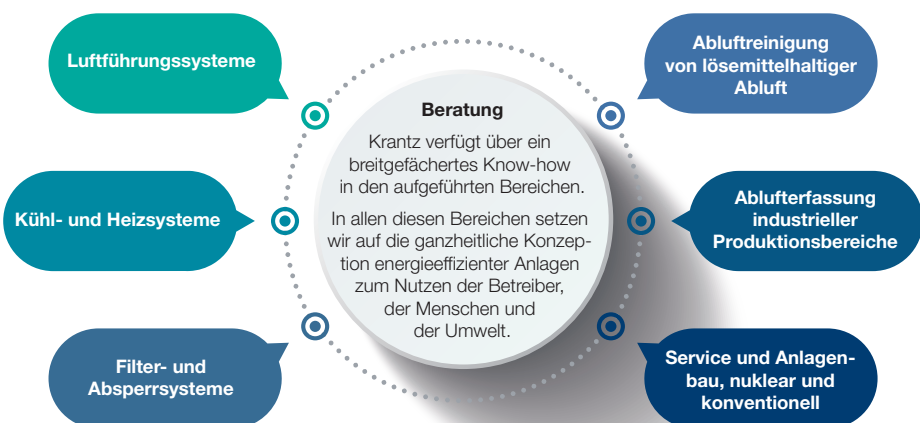 Luftführungssysteme
Kühl- und Heizsysteme
Filter- und
Absperrsysteme
Beratung
Krantz verfügt über ein
breitgefächertes Know-how
in den aufgeführten Bereichen.
In allen diesen Bereichen setzen
wir auf die ganzheitliche Konzep-
tion energieeffizienter Anlagen
zum Nutzen der Betreiber,
der Menschen und
der Umwelt.
Abluftreinigung
von lösemittelhaltiger
Abluft
Ablufterfassung
industrieller
Produktionsbereiche
Service und Anlagen-
bau, nuklear und
konventionell